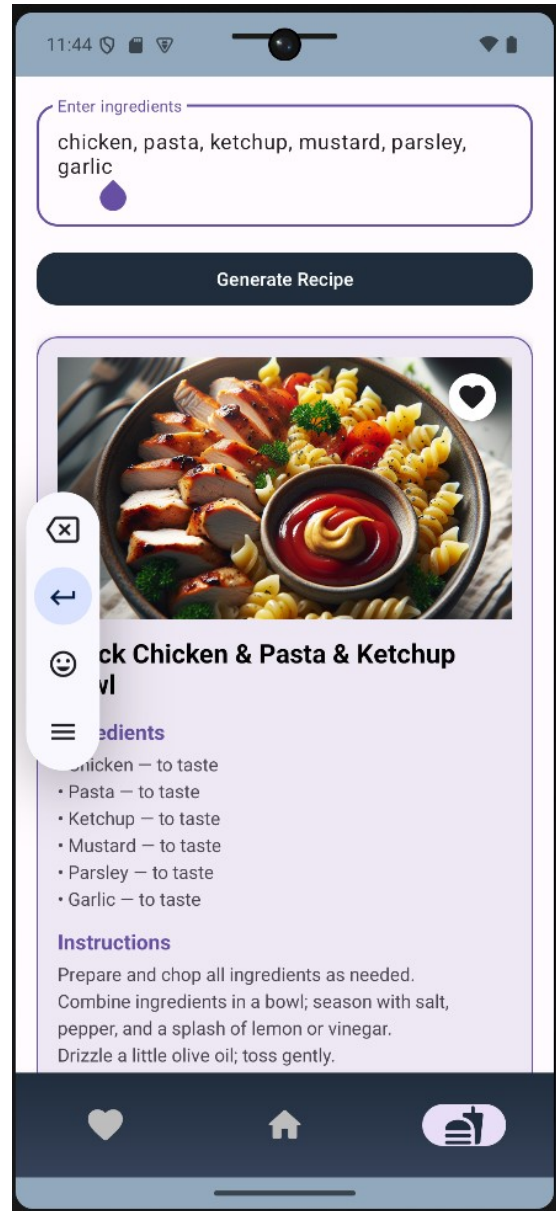 11:44
Enter ingredients
chicken, pasta, ketchup, mustard, parsley,
garlic
Generate Recipe
ck Chicken & Pasta & Ketchup
wl
edients
Chicken — to taste
• Pasta — to taste
• Ketchup — to taste
• Mustard — to taste
• Parsley — to taste
• Garlic — to taste
Instructions
Prepare and chop all ingredients as needed.
Combine ingredients in a bowl; season with salt,
pepper, and a splash of lemon or vinegar.
Drizzle a little olive oil; toss gently.